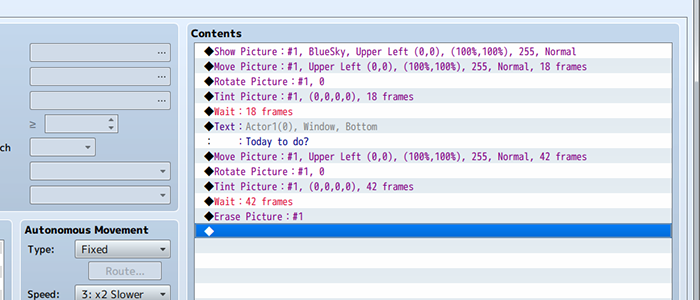 Contents
◆Show Picture：#1, BlueSky, Upper Left (0,0), (100%,100%), 255, Normal
◆Move Picture：#1, Upper Left (0,0), (100%,100%), 255, Normal, 18 frames
◆Rotate Picture：#1, 0
◆Tint Picture：#1, (0,0,0,0), 18 frames
◆Wait：18 frames
◆Text：Actor1(0), Window, Bottom
：　　：Today to do?
◆Move Picture：#1, Upper Left (0,0), (100%,100%), 255, Normal, 42 frames
◆Rotate Picture：#1, 0
◆Tint Picture：#1, (0,0,0,0), 42 frames
◆Wait：42 frames
◆Erase Picture：#1
◆
...
...
...
≥
ch
Autonomous Movement
Type: Fixed
Route...
Speed: 3: x2 Slower